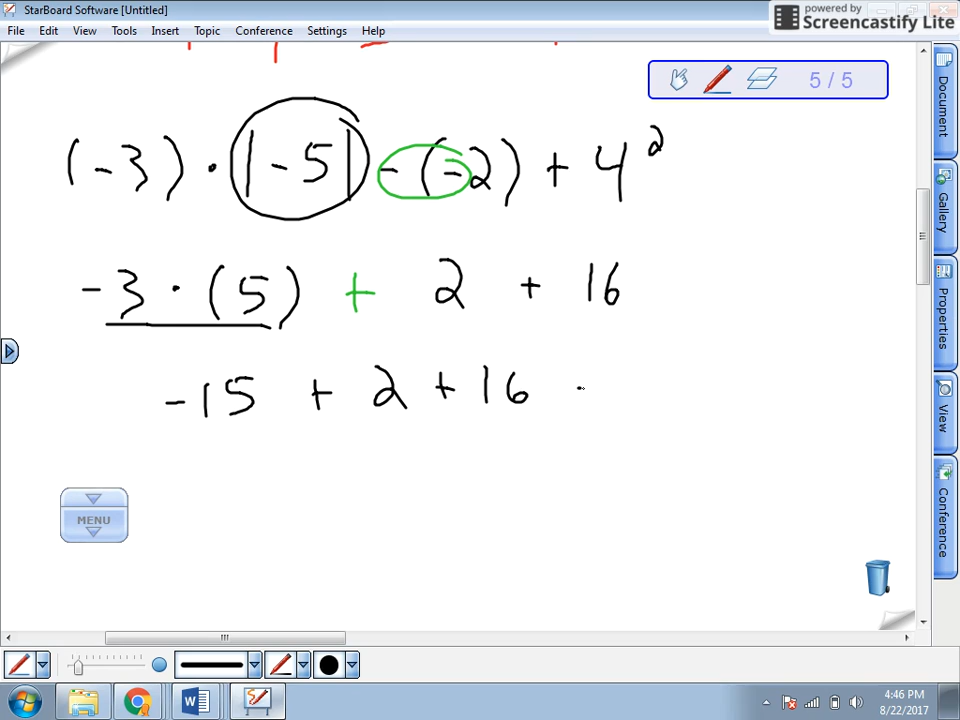 StarBoard Software [Untitled]
powered by
Screencastify Lite
File Edit View Tools Insert Topic Conference Settings Help
5 / 5
(-3) · |-5| - (-2) + 4²
-3 · (5) + 2 + 16
-15 + 2 + 16
MENU
Document
Gallery
Properties
View
Conference
4:46 PM
8/22/2017